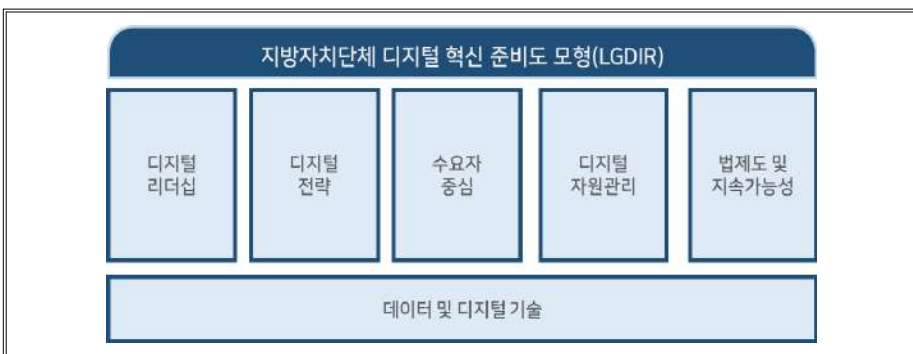 지방자치단체 디지털 혁신 준비도 모형(LGDIR)
디지털
리더십
디지털
전략
수요자
중심
디지털
자원관리
법제도 및
지속가능성
데이터 및 디지털 기술